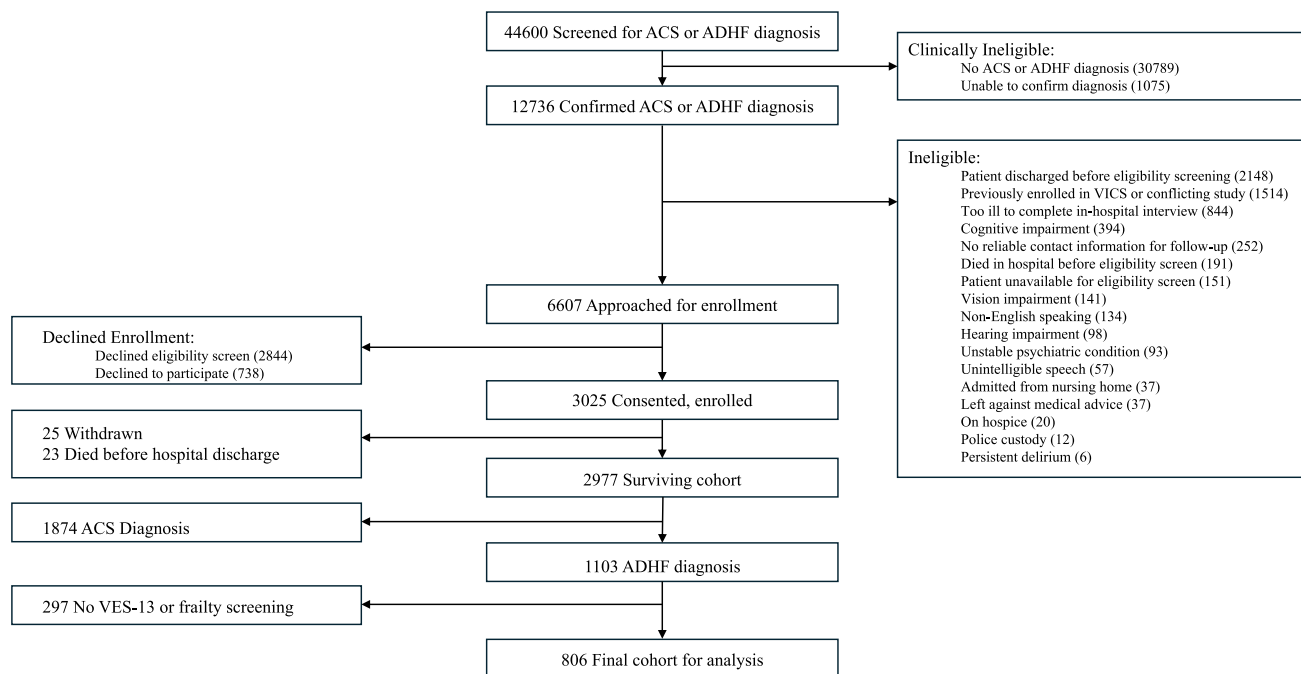 44600 Screened for ACS or ADHF diagnosis
Clinically Ineligible:
No ACS or ADHF diagnosis (30789)
Unable to confirm diagnosis (1075)
12736 Confirmed ACS or ADHF diagnosis
Ineligible:
Patient discharged before eligibility screening (2148)
Previously enrolled in VICS or conflicting study (1514)
Too ill to complete in-hospital interview (844)
Cognitive impairment (394)
No reliable contact information for follow-up (252)
Died in hospital before eligibility screen (191)
Patient unavailable for eligibility screen (151)
Vision impairment (141)
Non-English speaking (134)
Hearing impairment (98)
Unstable psychiatric condition (93)
Unintelligible speech (57)
Admitted from nursing home (37)
Left against medical advice (37)
On hospice (20)
Police custody (12)
Persistent delirium (6)
6607 Approached for enrollment
Declined Enrollment:
Declined eligibility screen (2844)
Declined to participate (738)
3025 Consented, enrolled
25 Withdrawn
23 Died before hospital discharge
2977 Surviving cohort
1874 ACS Diagnosis
1103 ADHF diagnosis
297 No VES-13 or frailty screening
806 Final cohort for analysis